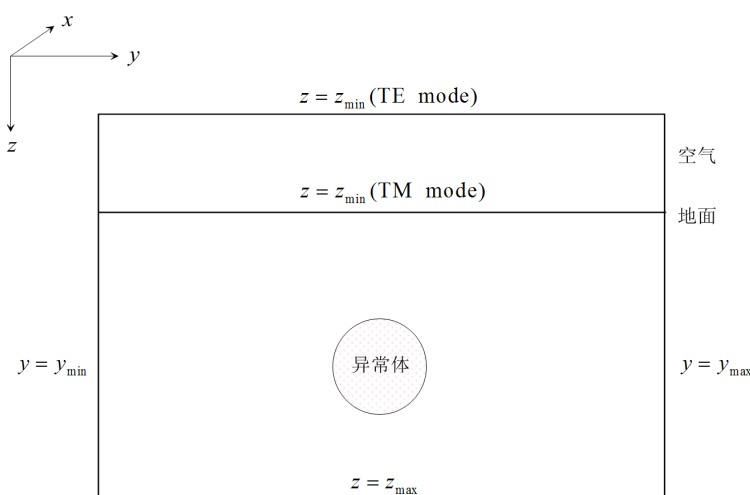 x
y
z
z = z_min (TE mode)
空气
z = z_min (TM mode)
地面
y = y_min
异常体
y = y_max
z = z_max